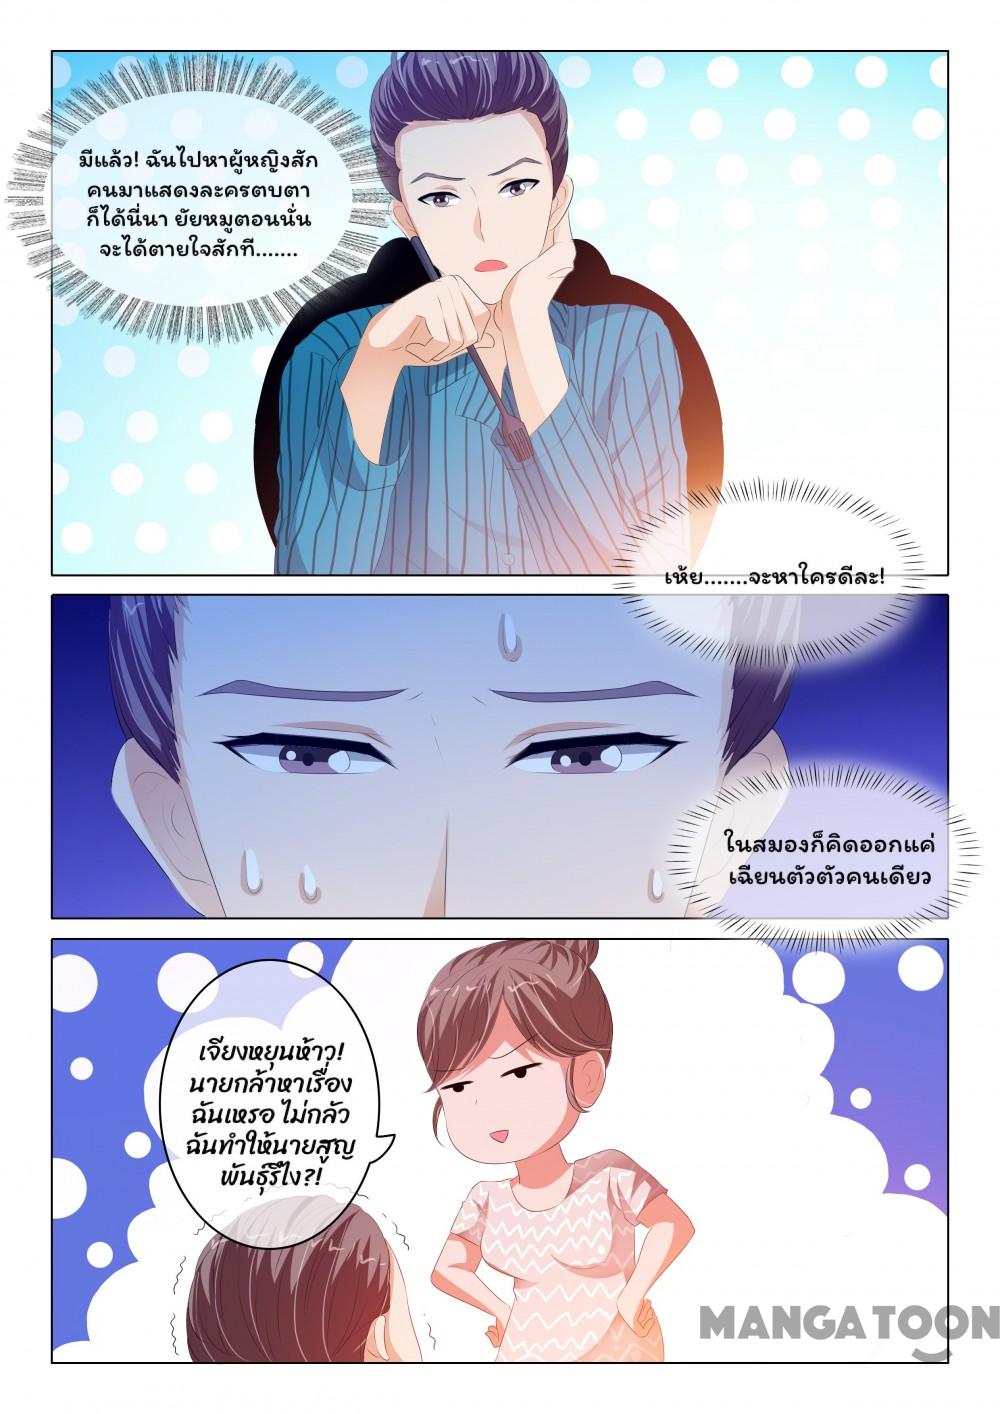 มีแล้ว! ฉันไปหาผู้หญิงสัก
คนมาแสดงละครตบตา
ก็ได้นี่นา ยัยหมูตอนนั่น
จะได้ตายใจสักที.......
เห้ย.......จะหาใครดีละ!
ในสมองก็คิดออกแค่
เฉียนตัวตัวคนเดียว
เจียงหยุนห้าว!
นายกล้าหาเรื่อง
ฉันเหรอ ไม่กลัว
ฉันทำให้นายสูญ
พันธุ์รึไง?!
MANGATOON